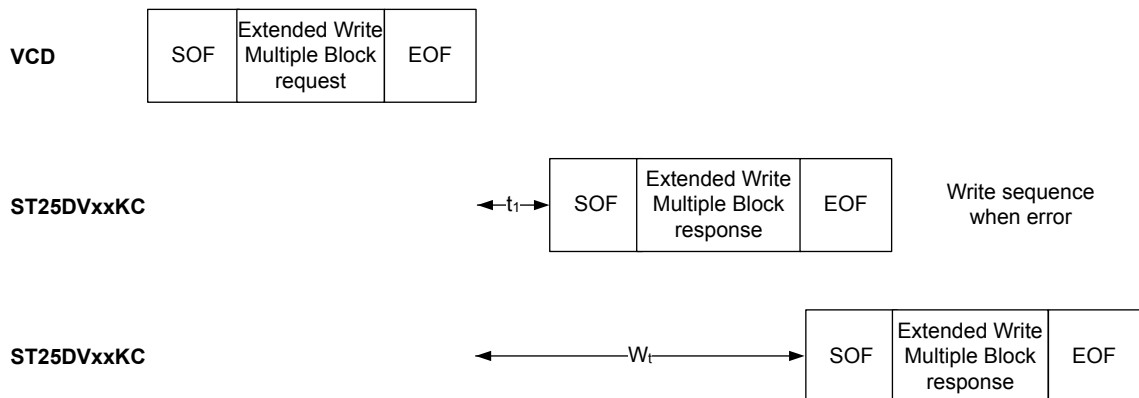 VCD
SOF
Extended Write
Multiple Block
request
EOF
ST25DVxxKC
t₁
SOF
Extended Write
Multiple Block
response
EOF
Write sequence
when error
ST25DVxxKC
Wₜ
SOF
Extended Write
Multiple Block
response
EOF